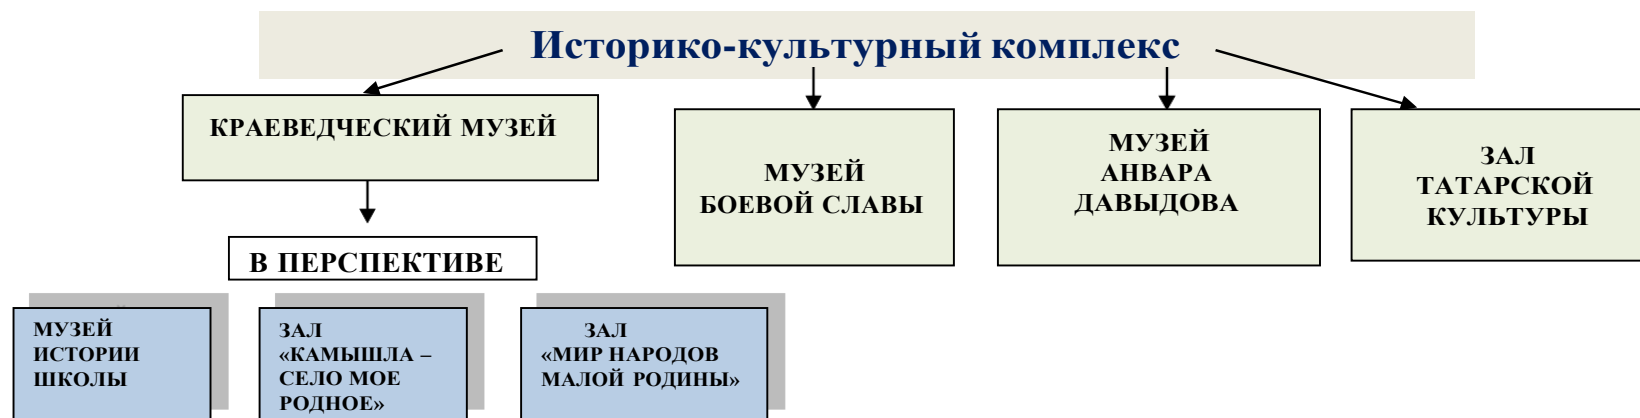 Историко-культурный комплекс
КРАЕВЕДЧЕСКИЙ МУЗЕЙ
МУЗЕЙ
БОЕВОЙ СЛАВЫ
МУЗЕЙ
АНВАРА
ДАВЫДОВА
ЗАЛ
ТАТАРСКОЙ
КУЛЬТУРЫ
В ПЕРСПЕКТИВЕ
МУЗЕЙ
ИСТОРИИ
ШКОЛЫ
ЗАЛ
«КАМЫШЛА –
СЕЛО МОЕ
РОДНОЕ»
ЗАЛ
«МИР НАРОДОВ
МАЛОЙ РОДИНЫ»